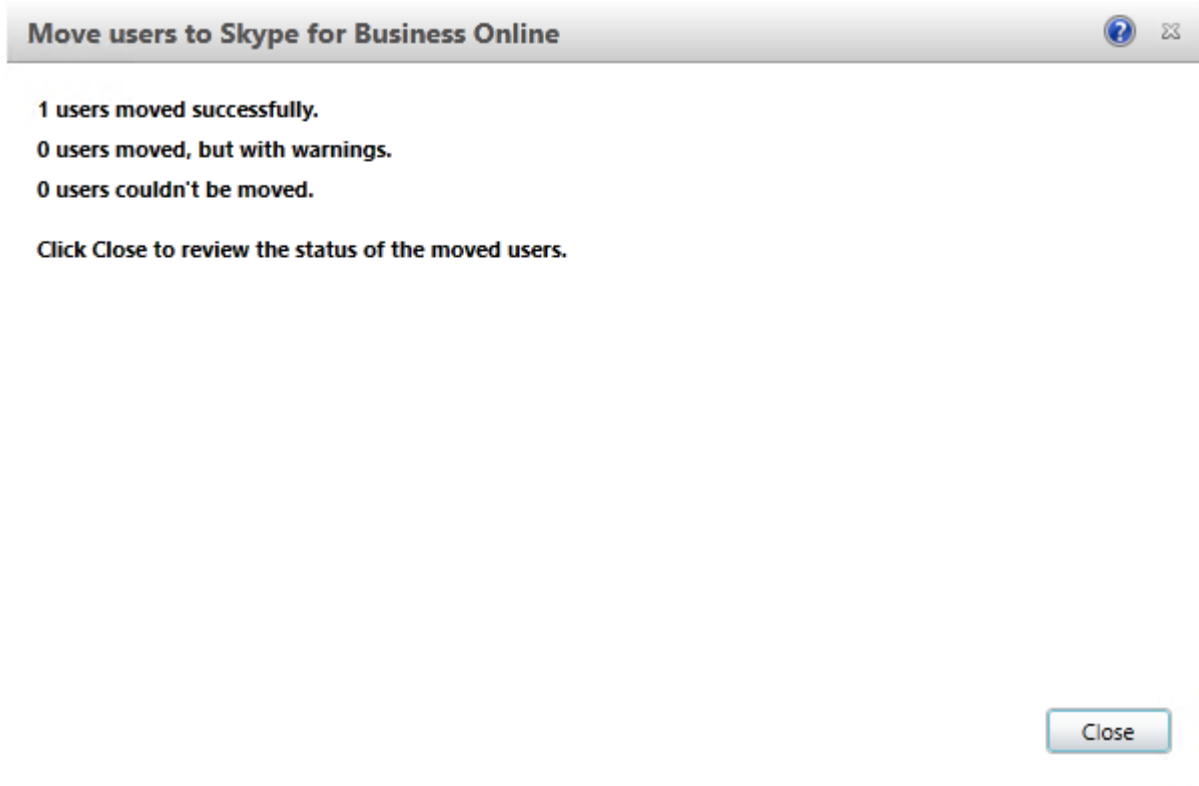 Move users to Skype for Business Online
1 users moved successfully.
0 users moved, but with warnings.
0 users couldn't be moved.
Click Close to review the status of the moved users.
Close